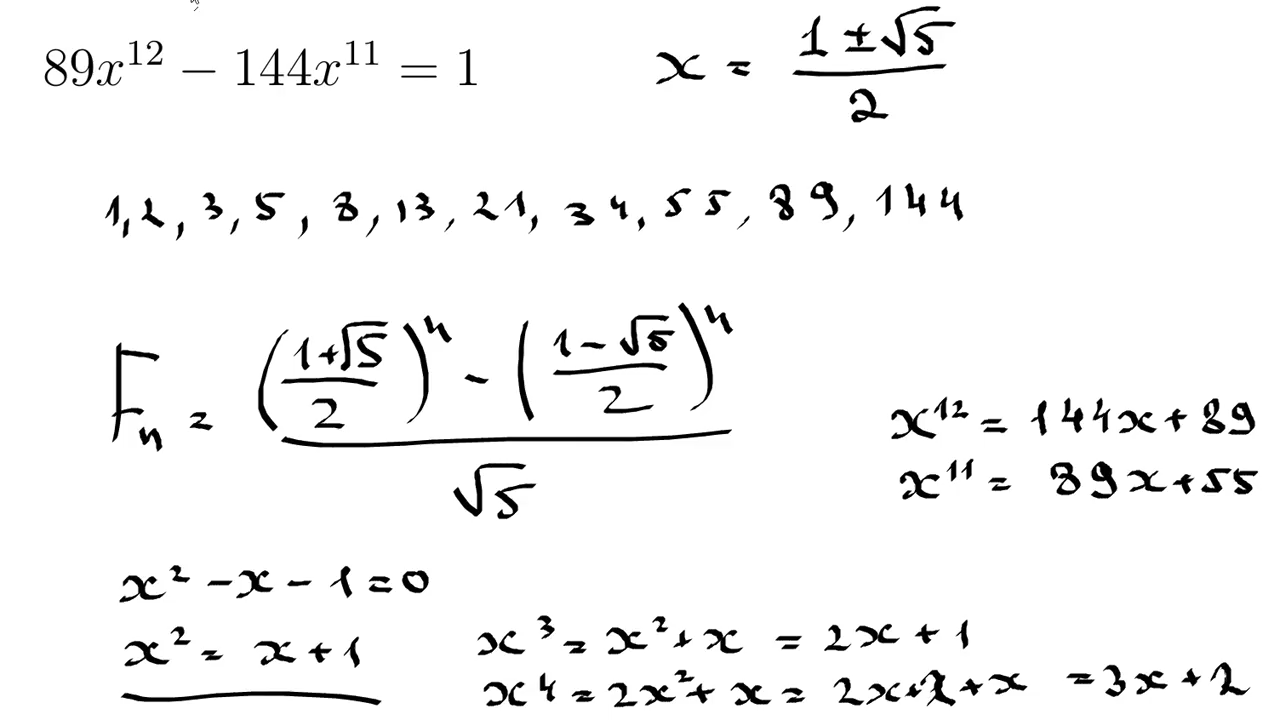 89x^12 − 144x^11 = 1
x = (1 ± √5)/2
1, 2, 3, 5, 8, 13, 21, 34, 55, 89, 144
F_n = (((1+√5)/2)^n − ((1−√5)/2)^n)/√5
x^12 = 144x + 89
x^11 = 89x + 55
x^2 − x − 1 = 0
x^2 = x + 1
x^3 = x^2 + x = 2x + 1
x^4 = 2x^2 + x = 2x + 2 + x = 3x + 2